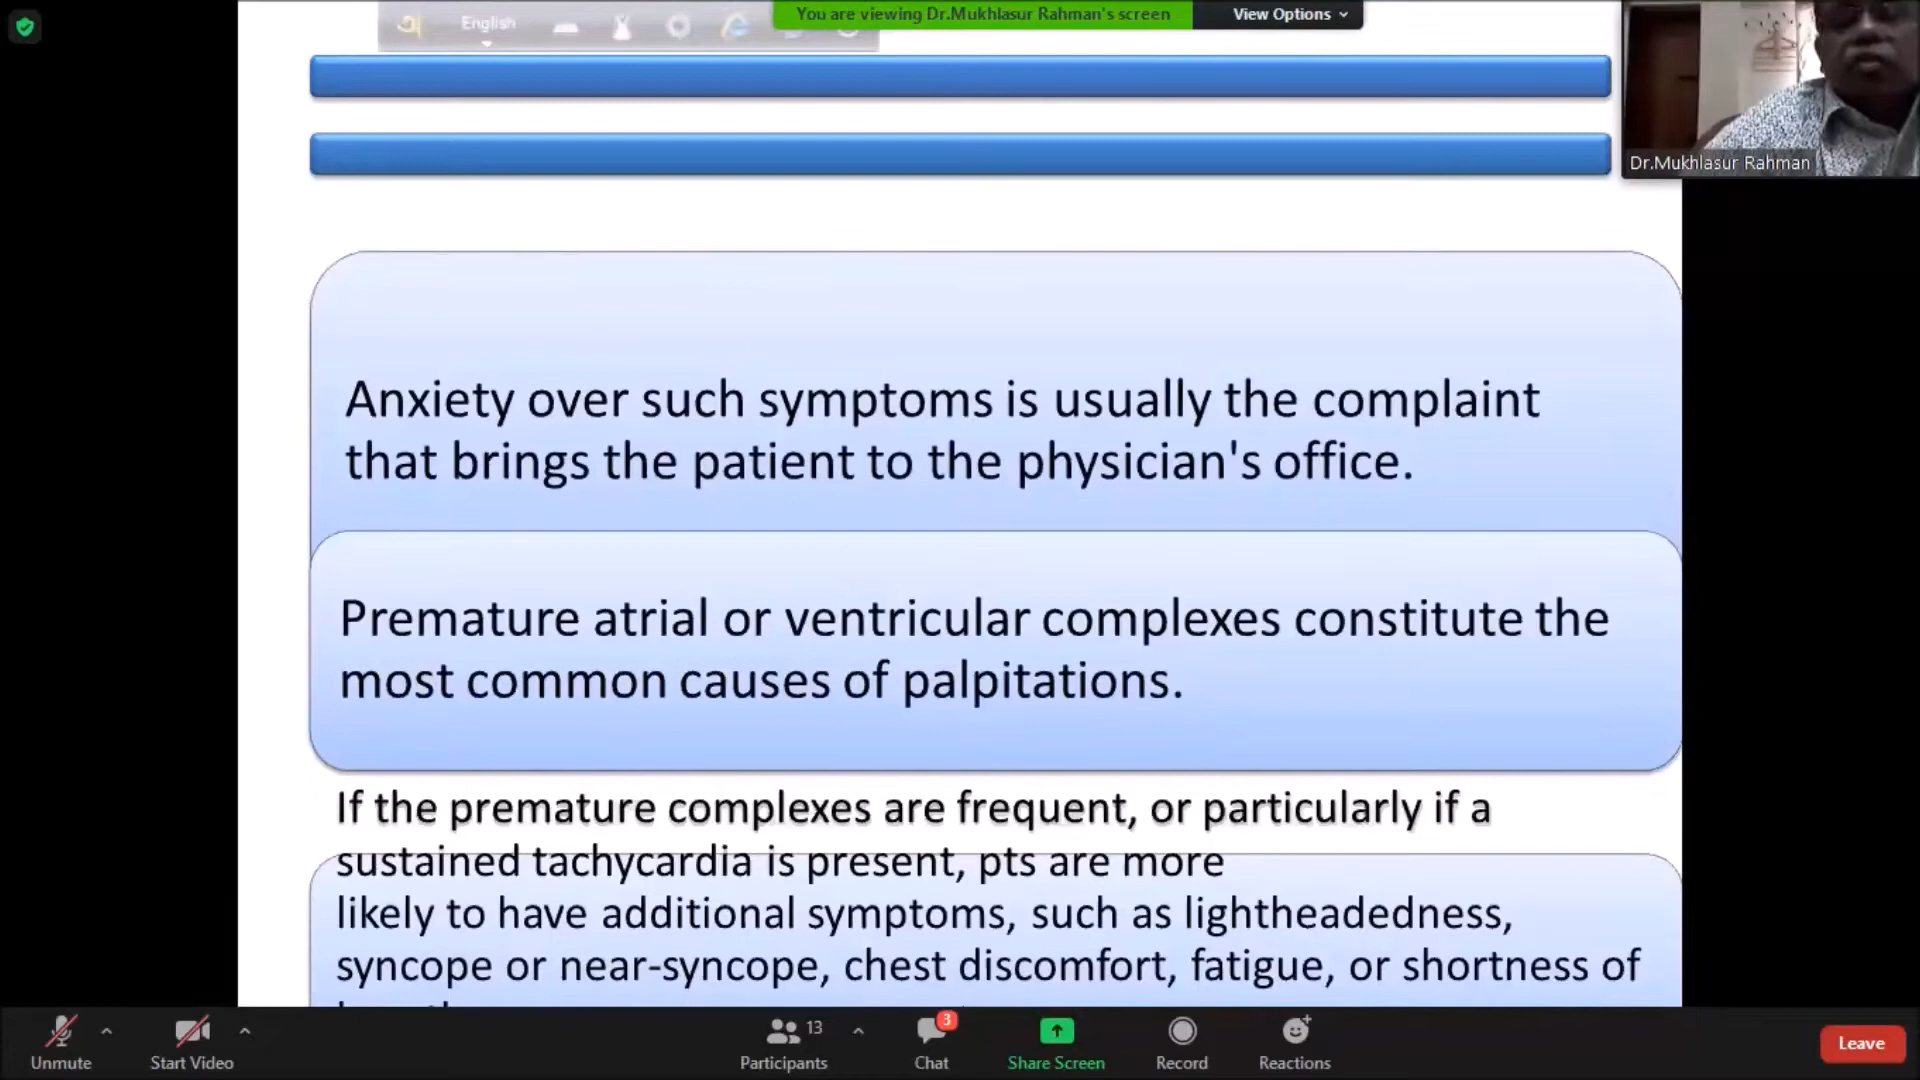 অ
English
You are viewing Dr.Mukhlasur Rahman's screen
View Options
Dr.Mukhlasur Rahman
Anxiety over such symptoms is usually the complaint
that brings the patient to the physician's office.
Premature atrial or ventricular complexes constitute the
most common causes of palpitations.
If the premature complexes are frequent, or particularly if a
sustained tachycardia is present, pts are more
likely to have additional symptoms, such as lightheadedness,
syncope or near-syncope, chest discomfort, fatigue, or shortness of
Unmute
Start Video
13
Participants
3
Chat
Share Screen
Record
Reactions
Leave